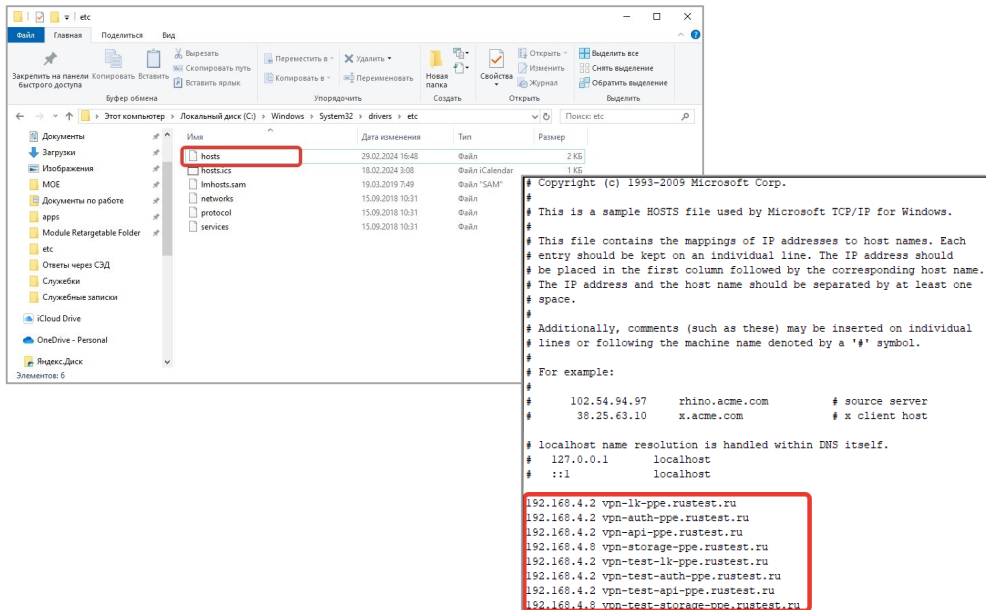 etc
Файл Главная Поделиться Вид
Закрепить на панели быстрого доступа
Копировать
Вставить
Вырезать
Скопировать путь
Вставить ярлык
Буфер обмена
Переместить в
Копировать в
Удалить
Переименовать
Упорядочить
Новая папка
Создать
Свойства
Открыть
Изменить
Журнал
Открыть
Выделить все
Снять выделение
Обратить выделение
Выделить
Этот компьютер › Локальный диск (C:) › Windows › System32 › drivers › etc
Поиск: etc
Документы
Загрузки
Изображения
МОЕ
Документы по работе
apps
Module Retargetable Folder
etc
Ответы через СЭД
Служебки
Служебные записки
iCloud Drive
OneDrive - Personal
Яндекс.Диск
Элементов: 6
Имя Дата изменения Тип Размер
hosts 29.02.2024 16:48 Файл 2 КБ
hosts.ics 18.02.2024 3:08 Файл iCalendar 1 КБ
lmhosts.sam 19.03.2019 7:49 Файл "SAM"
networks 15.09.2018 10:31 Файл
protocol 15.09.2018 10:31 Файл
services 15.09.2018 10:31 Файл
# Copyright (c) 1993-2009 Microsoft Corp.
#
# This is a sample HOSTS file used by Microsoft TCP/IP for Windows.
#
# This file contains the mappings of IP addresses to host names. Each
# entry should be kept on an individual line. The IP address should
# be placed in the first column followed by the corresponding host name.
# The IP address and the host name should be separated by at least one
# space.
#
# Additionally, comments (such as these) may be inserted on individual
# lines or following the machine name denoted by a '#' symbol.
#
# For example:
#
# 102.54.94.97 rhino.acme.com # source server
# 38.25.63.10 x.acme.com # x client host
# localhost name resolution is handled within DNS itself.
# 127.0.0.1 localhost
# ::1 localhost
192.168.4.2 vpn-lk-ppe.rustest.ru
192.168.4.2 vpn-auth-ppe.rustest.ru
192.168.4.2 vpn-api-ppe.rustest.ru
192.168.4.8 vpn-storage-ppe.rustest.ru
192.168.4.2 vpn-test-lk-ppe.rustest.ru
192.168.4.2 vpn-test-auth-ppe.rustest.ru
192.168.4.2 vpn-test-api-ppe.rustest.ru
192.168.4.8 vpn-test-storage-ppe.rustest.ru